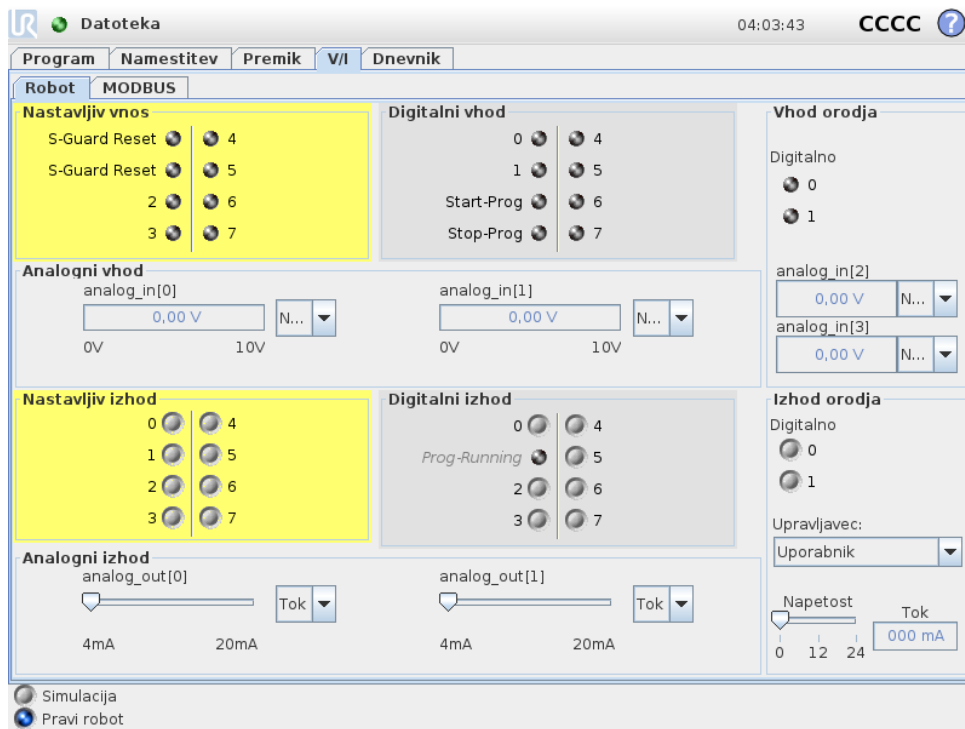 UR Datoteka 04:03:43 CCCC ?
Program Namestitev Premik V/I Dnevnik
Robot MODBUS
Nastavljiv vnos
S-Guard Reset 4
S-Guard Reset 5
2 6
3 7
Digitalni vhod
0 4
1 5
Start-Prog 6
Stop-Prog 7
Vhod orodja
Digitalno
0
1
analog_in[2]
0,00 V N...
analog_in[3]
0,00 V N...
Analogni vhod
analog_in[0]
0,00 V N...
0V 10V
analog_in[1]
0,00 V N...
0V 10V
Nastavljiv izhod
0 4
1 5
2 6
3 7
Digitalni izhod
0 4
Prog-Running 5
2 6
3 7
Izhod orodja
Digitalno
0
1
Upravljavec:
Uporabnik
Napetost
0 12 24
Tok
000 mA
Analogni izhod
analog_out[0]
Tok
4mA 20mA
analog_out[1]
Tok
4mA 20mA
Simulacija
Pravi robot